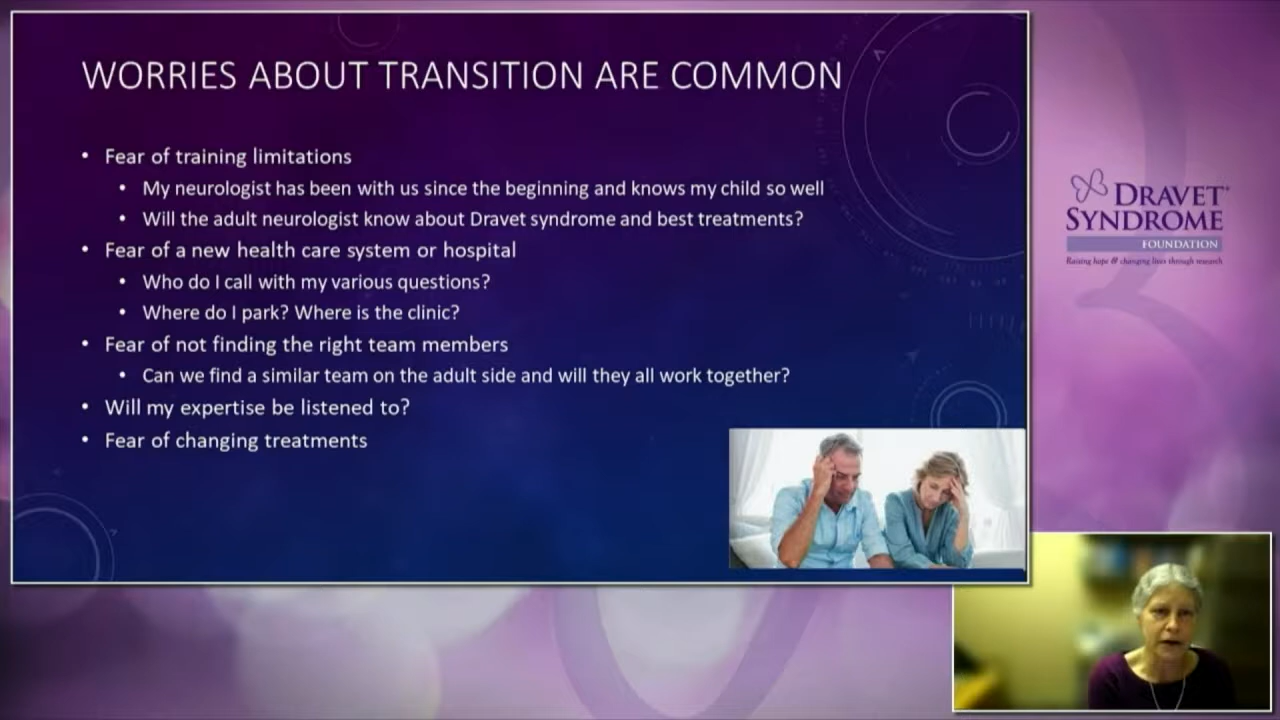 WORRIES ABOUT TRANSITION ARE COMMON
• Fear of training limitations
• My neurologist has been with us since the beginning and knows my child so well
• Will the adult neurologist know about Dravet syndrome and best treatments?
• Fear of a new health care system or hospital
• Who do I call with my various questions?
• Where do I park? Where is the clinic?
• Fear of not finding the right team members
• Can we find a similar team on the adult side and will they all work together?
• Will my expertise be listened to?
• Fear of changing treatments
DRAVET
SYNDROME
FOUNDATION
Raising hope & changing lives through research